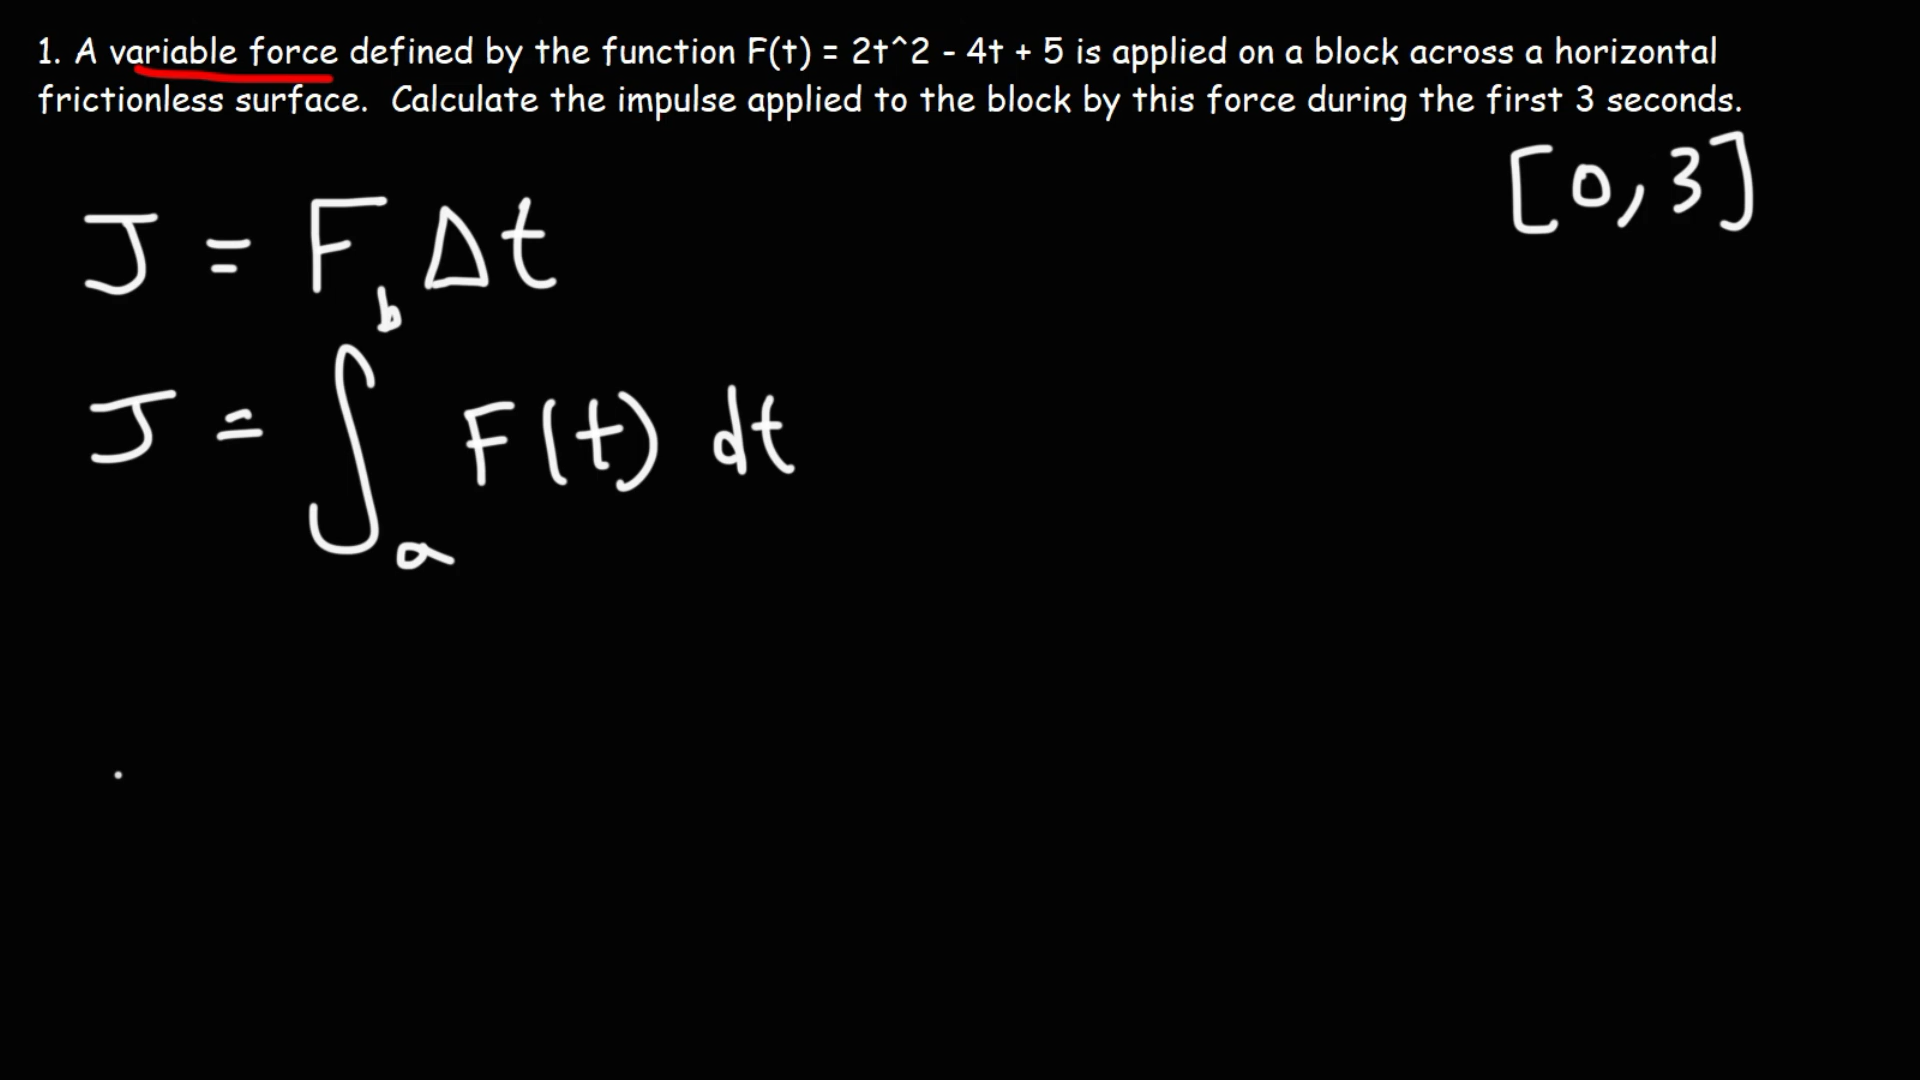 1. A variable force defined by the function F(t) = 2t^2 - 4t + 5 is applied on a block across a horizontal
frictionless surface. Calculate the impulse applied to the block by this force during the first 3 seconds.
[0,3]
J = F Δt
J = ∫ₐᵇ F(t) dt